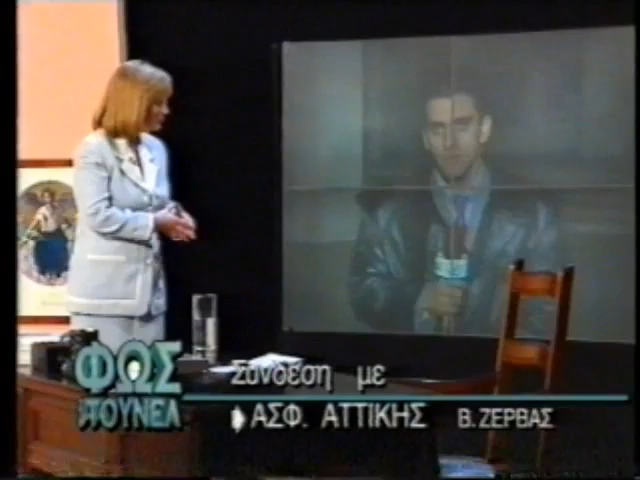 ΦΩΣ
ΣΤΟ ΤΟΥΝΕΛ
Σύνδεση με
ΑΣΦ. ΑΤΤΙΚΗΣ Β. ΖΕΡΒΑΣ